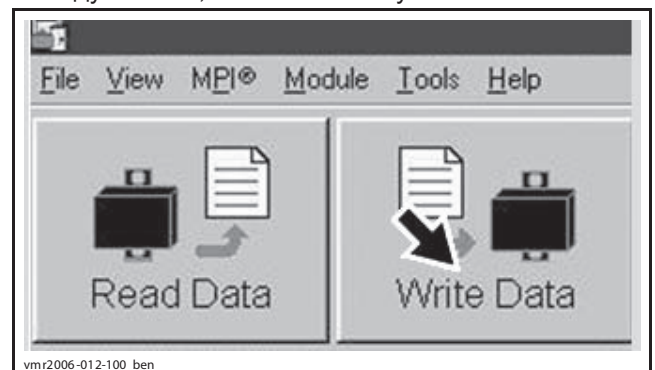 File View MPI® Module Tools Help
Read Data Write Data
vmr2006-012-100_ben